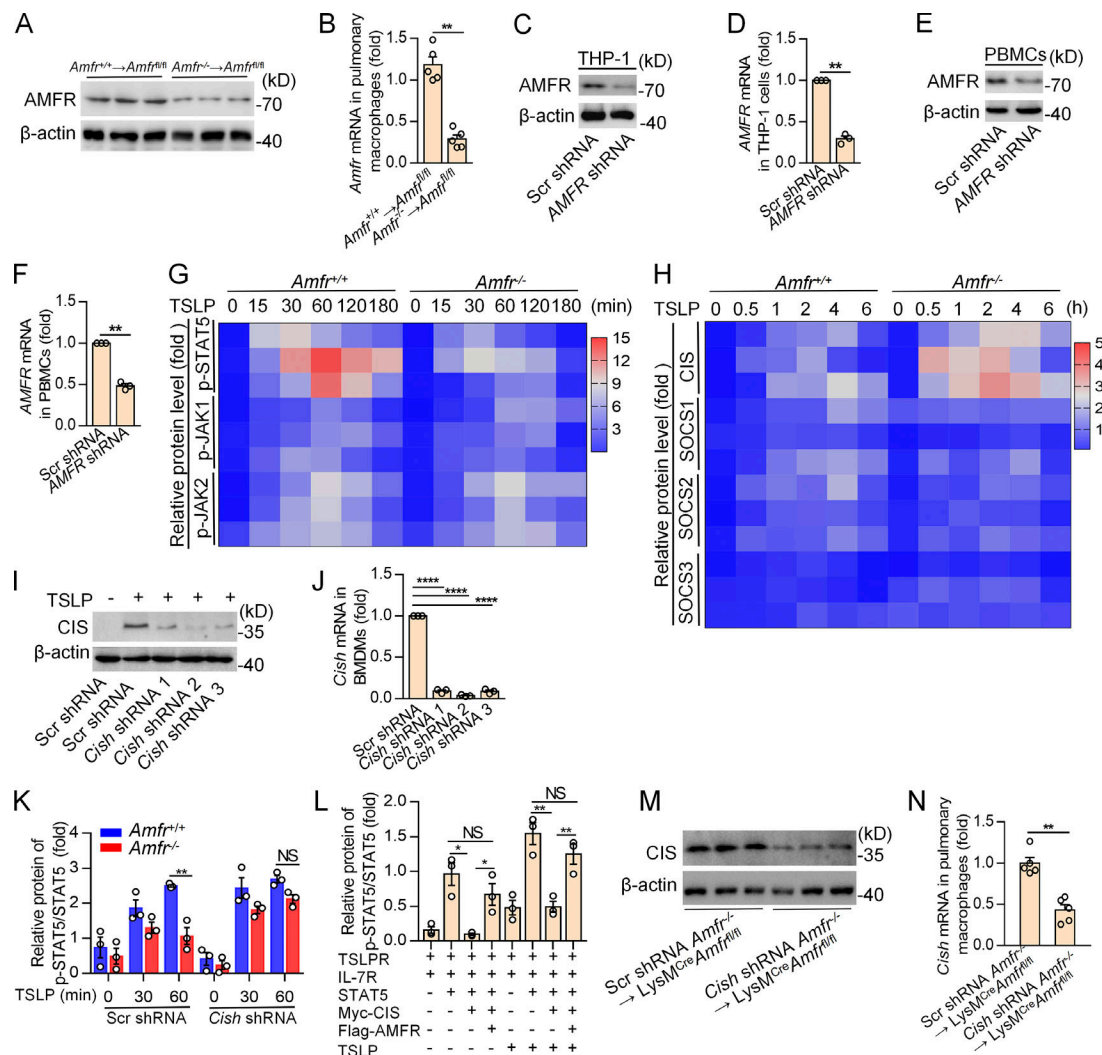 A
Amfr+/+→Amfrfl/fl Amfr-/-→Amfrfl/fl
(kD)
AMFR
-70
β-actin
-40
B
**
Amfr mRNA in pulmonary
macrophages (fold)
1.5
1.0
0.5
0.0
Amfr+/+→Amfrfl/fl
Amfr-/-→Amfrfl/fl
C
THP-1
(kD)
AMFR
-70
β-actin
-40
Scr shRNA
AMFR shRNA
D
**
AMFR mRNA
in THP-1 cells (fold)
1.5
1.0
0.5
0.0
Scr shRNA
AMFR shRNA
E
PBMCs
(kD)
AMFR
-70
β-actin
-40
Scr shRNA
AMFR shRNA
F
**
AMFR mRNA
in PBMCs (fold)
1.5
1.0
0.5
0.0
Scr shRNA
AMFR shRNA
G
Amfr+/+ Amfr-/-
TSLP 0 15 30 60 120 180 0 15 30 60 120 180 (min)
Relative protein level (fold)
p-STAT5
p-JAK1
p-JAK2
15
12
9
6
3
H
Amfr+/+ Amfr-/-
TSLP 0 0.5 1 2 4 6 0 0.5 1 2 4 6 (h)
Relative protein level (fold)
CIS
SOCS1
SOCS2
SOCS3
5
4
3
2
1
0
I
TSLP - + + + +
(kD)
CIS
-35
β-actin
-40
Scr shRNA
Scr shRNA
Cish shRNA 1
Cish shRNA 2
Cish shRNA 3
J
****
****
****
Cish mRNA in
BMDMs (fold)
1.5
1.0
0.5
0.0
Scr shRNA
Cish shRNA 1
Cish shRNA 2
Cish shRNA 3
K
Amfr+/+
Amfr-/-
Relative protein of
p-STAT5/STAT5 (fold)
4
3
2
1
0
**
NS
TSLP (min) 0 30 60 0 30 60
Scr shRNA Cish shRNA
L
Relative protein of
p-STAT5/STAT5 (fold)
2.0
1.5
1.0
0.5
0.0
NS
*
*
NS
**
**
TSLPR + + + + + + + +
IL-7R + + + + + + + +
STAT5 - + + + - + + +
Myc-CIS - - + + - - + +
Flag-AMFR - - - + - - - +
TSLP - - - - + + + +
M
(kD)
CIS
-35
β-actin
-40
Scr shRNA Amfr-/-
→ LysMCreAmfrfl/fl
Cish shRNA Amfr-/-
→ LysMCreAmfrfl/fl
N
**
Cish mRNA in pulmonary
macrophages (fold)
1.5
1.0
0.5
0.0
Scr shRNA Amfr-/-
→ LysMCreAmfrfl/fl
Cish shRNA Amfr-/-
→ LysMCreAmfrfl/fl